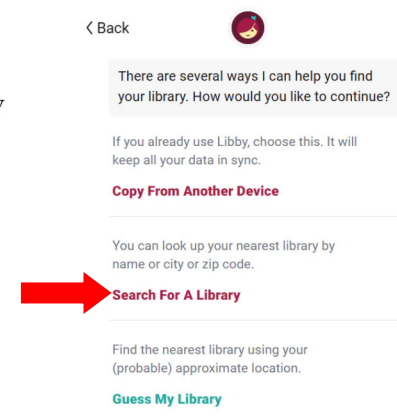 < Back
There are several ways I can help you find
your library. How would you like to continue?
If you already use Libby, choose this. It will
keep all your data in sync.
Copy From Another Device
You can look up your nearest library by
name or city or zip code.
Search For A Library
Find the nearest library using your
(probable) approximate location.
Guess My Library